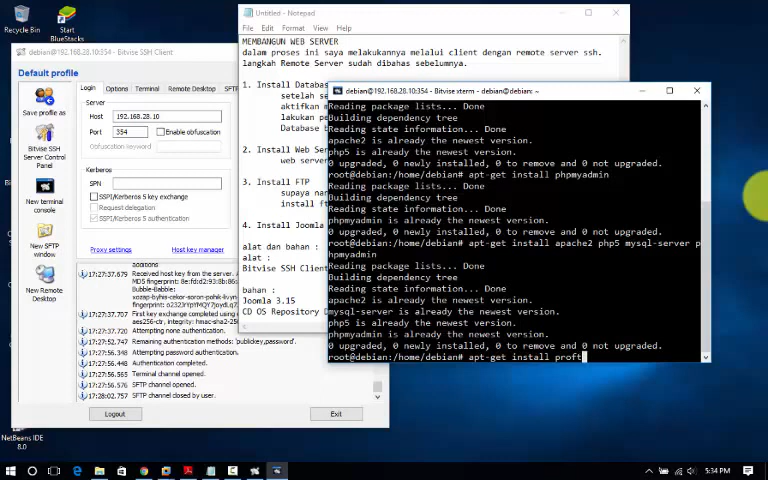 Recycle Bin
Start
BlueStacks
NetBeans IDE
8.0
debian@192.168.28.10:354 - Bitvise SSH Client
Default profile
Save profile as
Bitvise SSH
Server Control
Panel
New terminal
console
New SFTP
window
New Remote
Desktop
Login
Options
Terminal
Remote Desktop
SFTP
Server
Host
192.168.28.10
Port
354
Enable obfuscation
Obfuscation keyword
Kerberos
SPN
SSPI/Kerberos 5 key exchange
Request delegation
SSPI/Kerberos 5 authentication
Proxy settings
Host key manager
additions
17:27:37.679
Received host key from the server. A
17:27:37.707
First key exchange completed using
17:27:37.720
Attempting none authentication.
17:27:52.747
Remaining authentication methods: 'publickey,password'.
17:27:56.348
Attempting password authentication.
17:27:56.448
Authentication completed.
17:27:56.565
Terminal channel opened.
17:27:56.595
SFTP channel opened.
17:28:02.757
SFTP channel closed by user.
Logout
Exit
Untitled - Notepad
File
Edit
Format
View
Help
MEMBANGUN WEB SERVER
dalam proses ini saya melakukannya melalui client dengan remote server ssh.
langkah Remote Server sudah dibahas sebelumnya.
1. Install Databas
setelah se
aktifkan m
lakukan pe
Database b
2. Install Web Se
web server
3. Install FTP
supaya nan
install ft
4. Install Joomla
alat dan bahan :
alat :
Bitvise SSH Client
bahan :
Joomla 3.15
CD OS Repository D
debian@192.168.28.10:354 - Bitvise xterm - debian@debian: ~
Reading package lists... Done
Building dependency tree
Reading state information... Done
apache2 is already the newest version.
php5 is already the newest version.
0 upgraded, 0 newly installed, 0 to remove and 0 not upgraded.
root@debian:/home/debian# apt-get install phpmyadmin
Reading package lists... Done
Building dependency tree
Reading state information... Done
phpmyadmin is already the newest version.
0 upgraded, 0 newly installed, 0 to remove and 0 not upgraded.
root@debian:/home/debian# apt-get install apache2 php5 mysql-server p
hpmyadmin
Reading package lists... Done
Building dependency tree
Reading state information... Done
apache2 is already the newest version.
mysql-server is already the newest version.
php5 is already the newest version.
phpmyadmin is already the newest version.
0 upgraded, 0 newly installed, 0 to remove and 0 not upgraded.
root@debian:/home/debian# apt-get install proft
5:34 PM